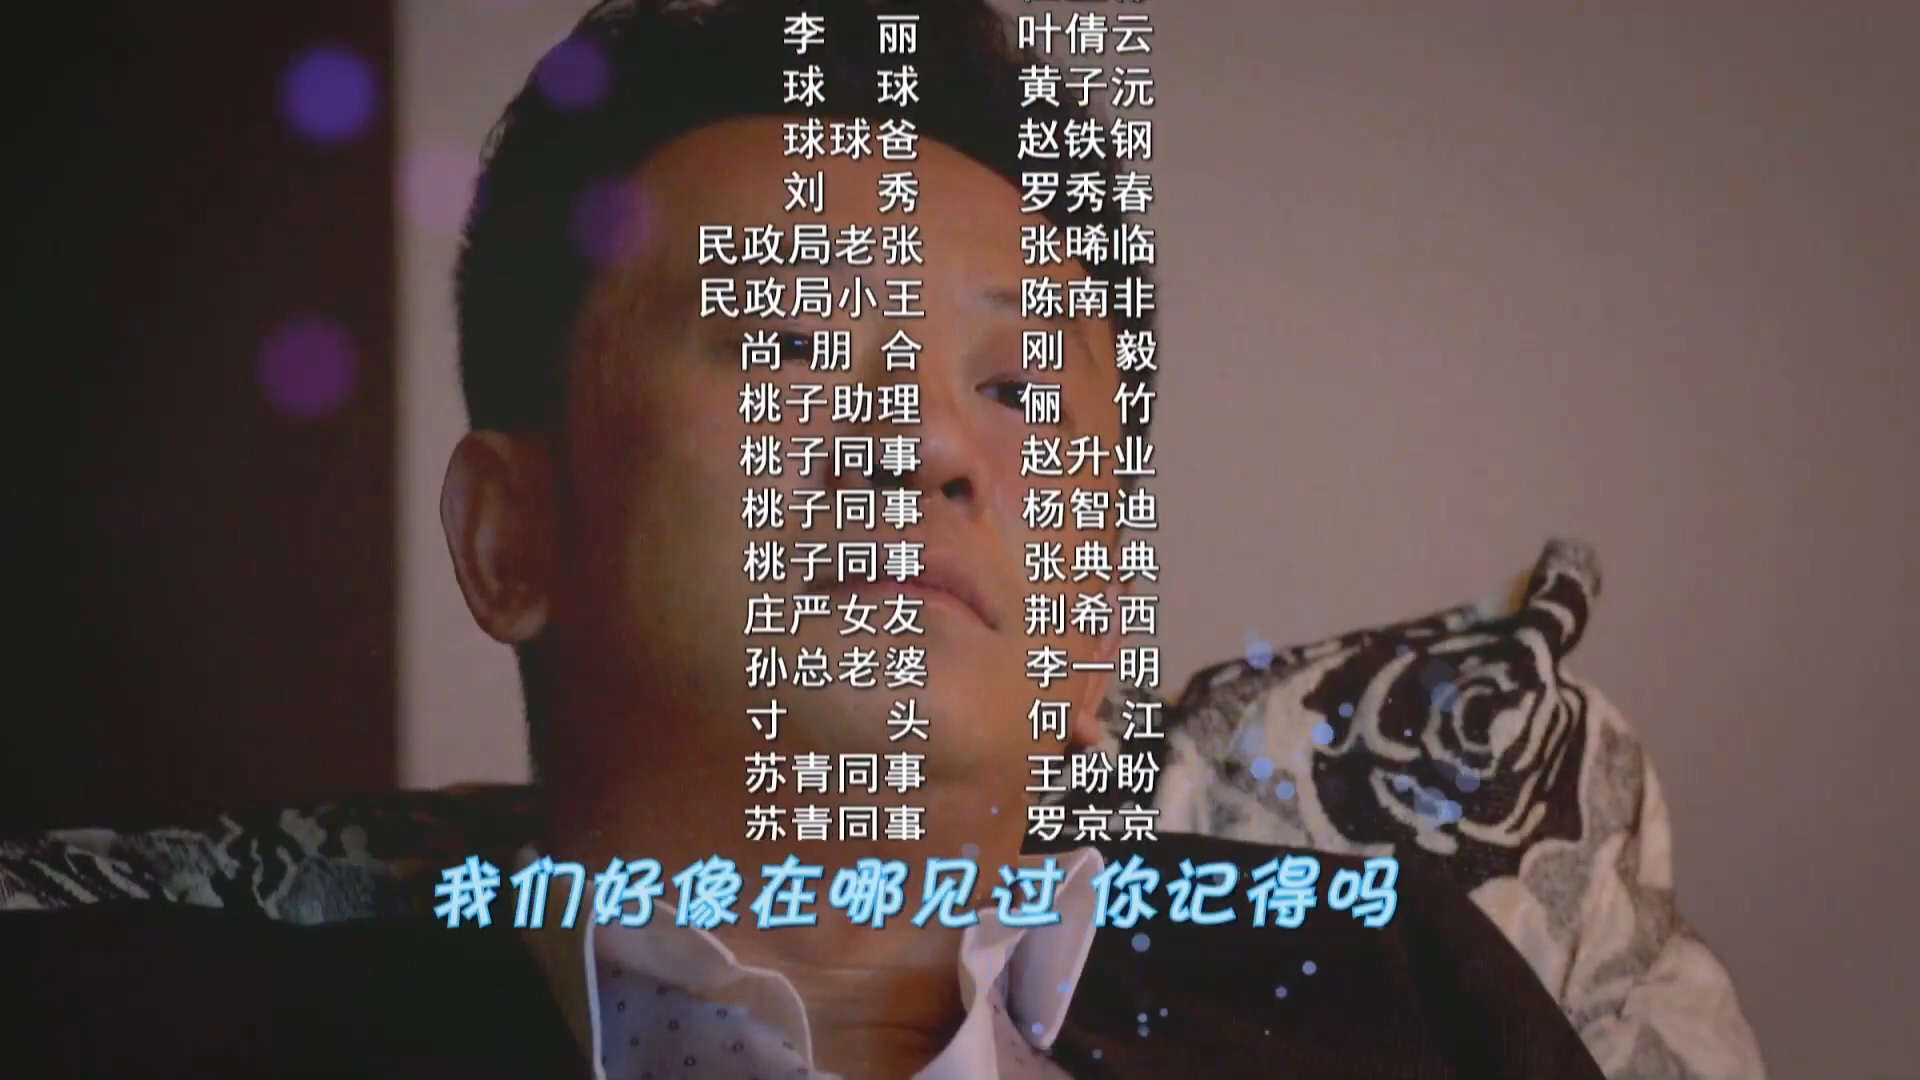 李丽 叶倩云
球球 黄子沅
球球爸 赵铁钢
刘秀 罗秀春
民政局老张 张晞临
民政局小王 陈南非
尚朋合 刚毅
桃子助理 俪竹
桃子同事 赵升业
桃子同事 杨智迪
桃子同事 张典典
庄严女友 荆希西
孙总老婆 李一明
寸头 何江
苏青同事 王盼盼
苏青同事 罗京京
我们好像在哪见过 你记得吗